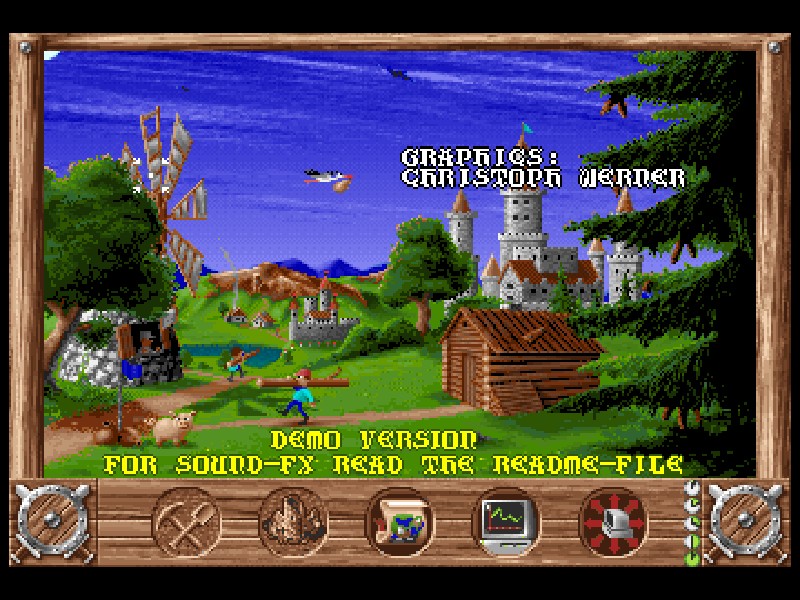 GRAPHICS:
CHRISTOPH WERNER
DEMO VERSION
FOR SOUND-FX READ THE README-FILE